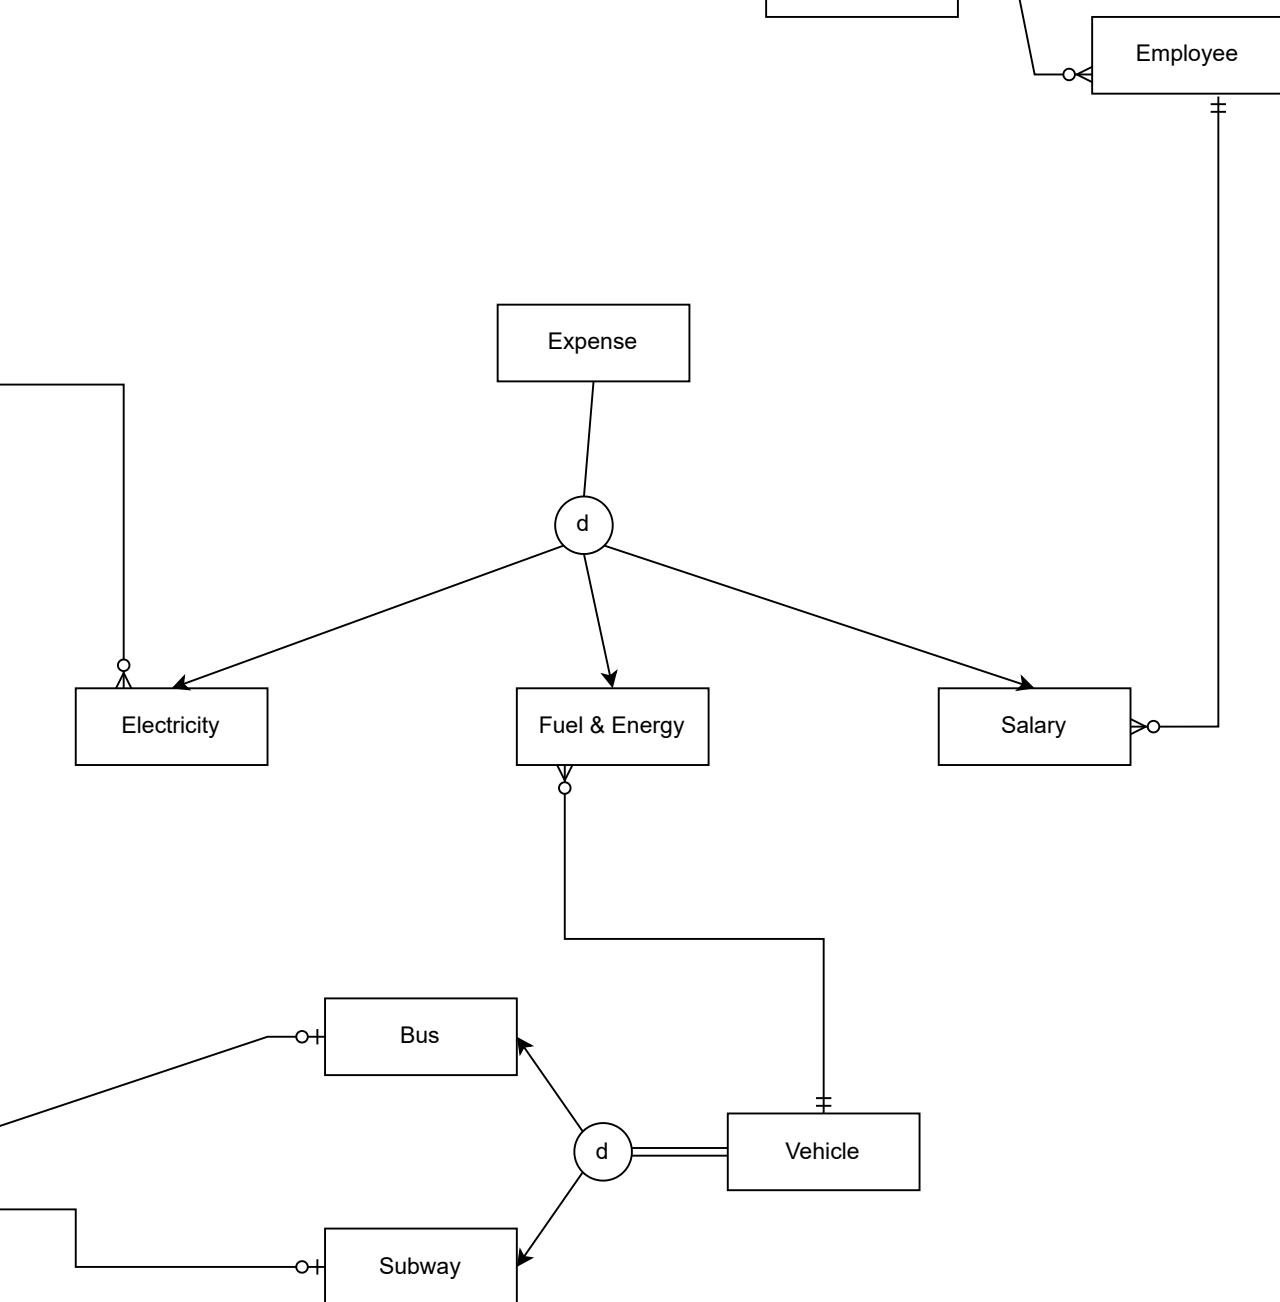 Employee
Expense
d
Electricity
Fuel & Energy
Salary
Bus
d
Vehicle
Subway